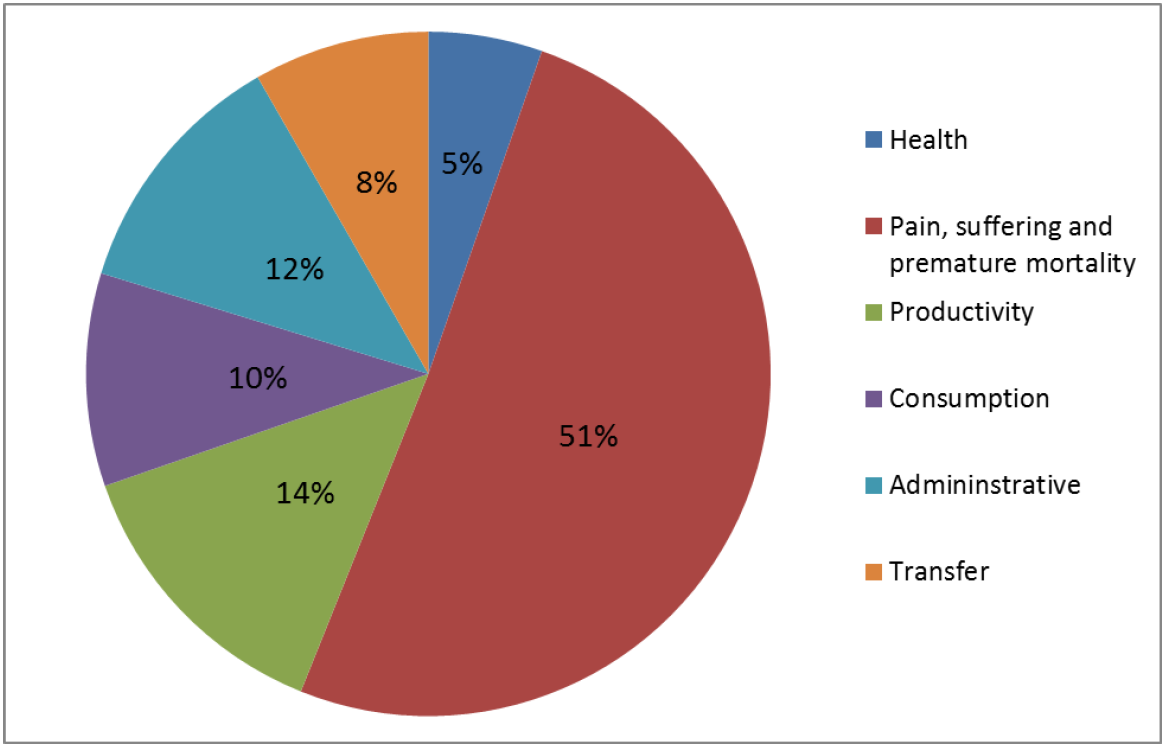 5%
8%
12%
10%
51%
14%
Health
Pain, suffering and
premature mortality
Productivity
Consumption
Admininstrative
Transfer